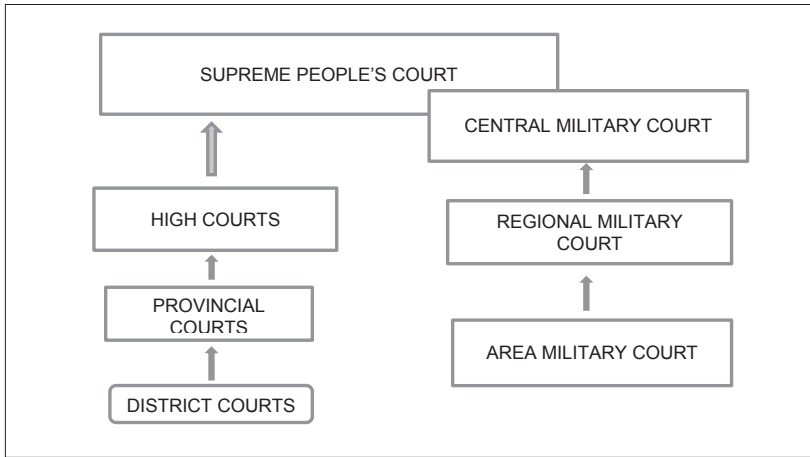 SUPREME PEOPLE’S COURT
CENTRAL MILITARY COURT
HIGH COURTS
REGIONAL MILITARY
COURT
PROVINCIAL
COURTS
AREA MILITARY COURT
DISTRICT COURTS